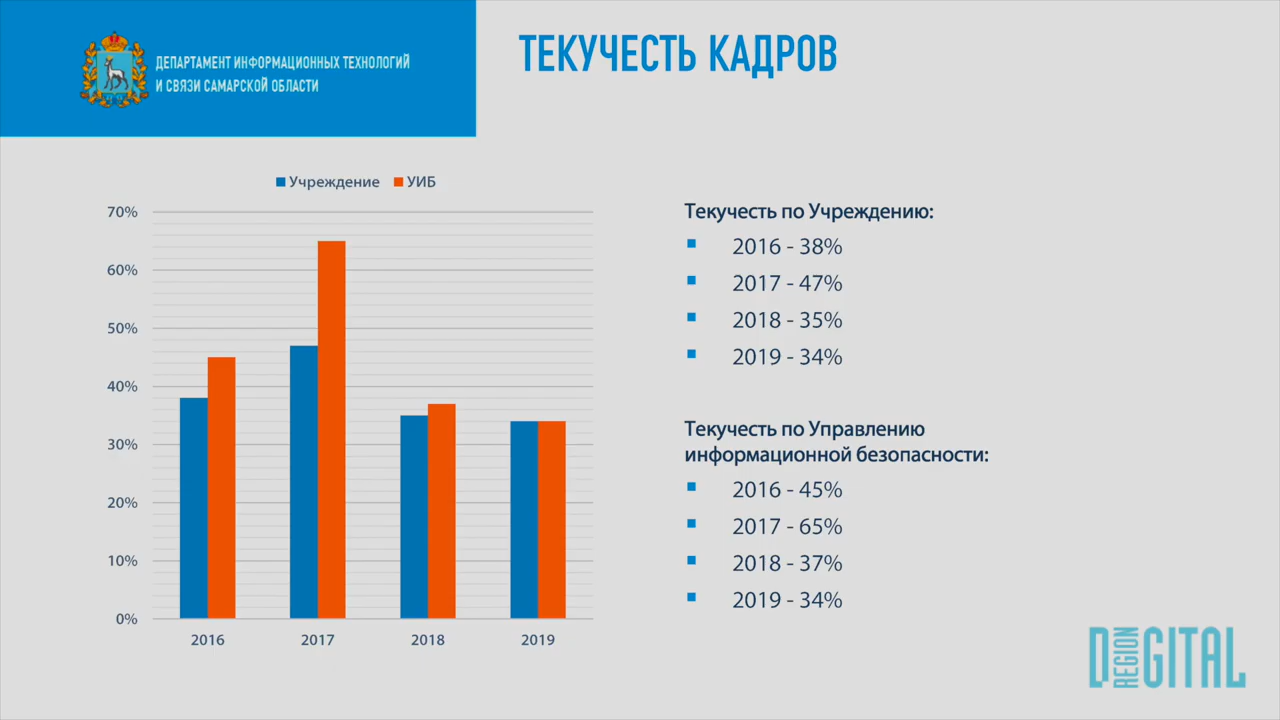 ДЕПАРТАМЕНТ ИНФОРМАЦИОННЫХ ТЕХНОЛОГИЙ
И СВЯЗИ САМАРСКОЙ ОБЛАСТИ
ТЕКУЧЕСТЬ КАДРОВ
Учреждение УИБ
70%
60%
50%
40%
30%
20%
10%
0%
2016 2017 2018 2019
Текучесть по Учреждению:
2016 - 38%
2017 - 47%
2018 - 35%
2019 - 34%
Текучесть по Управлению
информационной безопасности:
2016 - 45%
2017 - 65%
2018 - 37%
2019 - 34%
DIGITAL
REGION